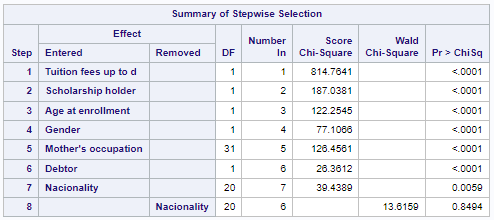 Summary of Stepwise Selection
Effect
Number Score Wald
Step Entered Removed DF In Chi-Square Chi-Square Pr > ChiSq
1 Tuition fees up to d 1 1 814.7641 <.0001
2 Scholarship holder 1 2 187.0381 <.0001
3 Age at enrollment 1 3 122.2545 <.0001
4 Gender 1 4 77.1066 <.0001
5 Mother's occupation 31 5 126.4561 <.0001
6 Debtor 1 6 26.3612 <.0001
7 Nacionality 20 7 39.4389 0.0059
8 Nacionality 20 6 13.6159 0.8494